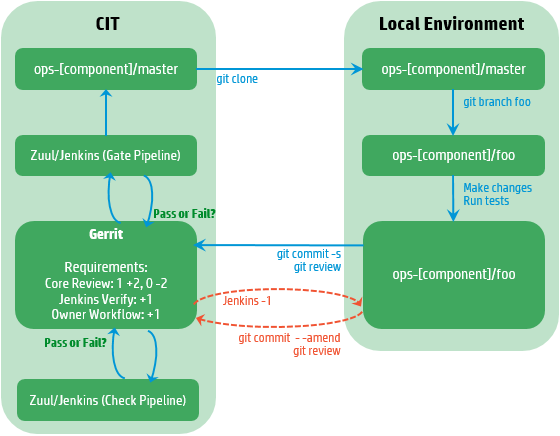 CIT
Local Environment
ops-[component]/master
git clone
ops-[component]/master
git branch foo
Zuul/Jenkins (Gate Pipeline)
ops-[component]/foo
Make changes
Run tests
Pass or Fail?
Gerrit
Requirements:
Core Review: 1 +2, 0 -2
Jenkins Verify: +1
Owner Workflow: +1
git commit -s
git review
ops-[component]/foo
Jenkins -1
git commit - -amend
git review
Pass or Fail?
Zuul/Jenkins (Check Pipeline)